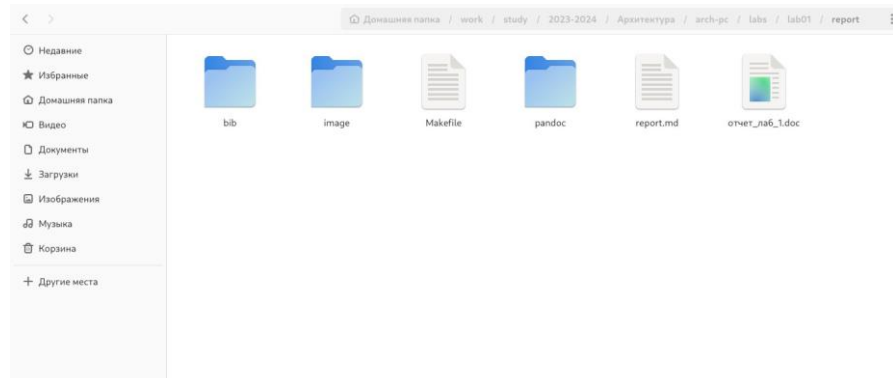 Домашняя папка / work / study / 2023-2024 / Архитектура / arch-pc / labs / lab01 / report
Недавние
Избранные
Домашняя папка
Видео
Документы
Загрузки
Изображения
Музыка
Корзина
Другие места
bib
image
Makefile
pandoc
report.md
отчет_лаб_1.doc